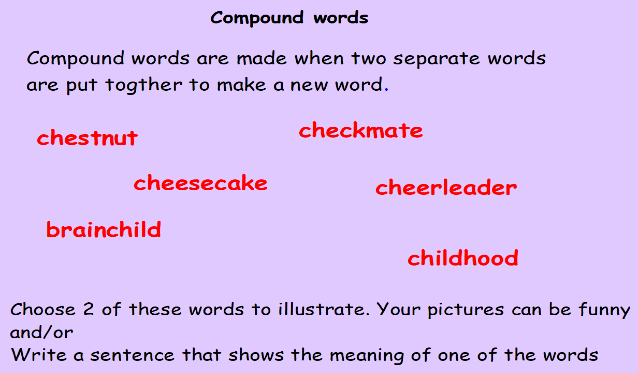 Compound words
Compound words are made when two separate words
are put togther to make a new word.
chestnut
checkmate
cheesecake
cheerleader
brainchild
childhood
Choose 2 of these words to illustrate. Your pictures can be funny
and/or
Write a sentence that shows the meaning of one of the words